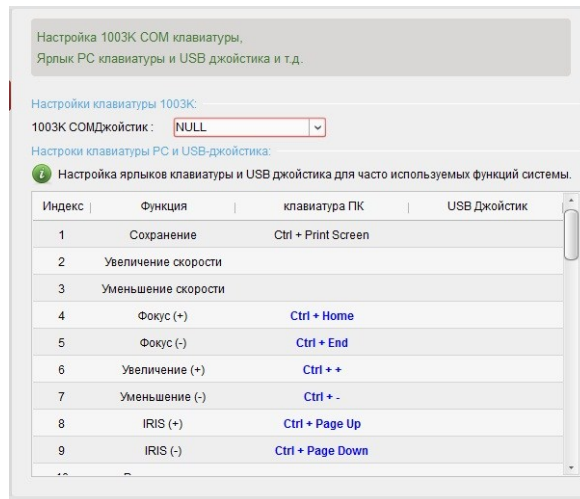 Настройка 1003K COM клавиатуры,
Ярлык PC клавиатуры и USB джойстика и т.д.
Настройки клавиатуры 1003K:
1003K COMДжойстик : NULL
Настроки клавиатуры PC и USB-джойстика:
Настройка ярлыков клавиатуры и USB джойстика для часто используемых функций системы.
Индекс Функция клавиатура ПК USB Джойстик
1 Сохранение Ctrl + Print Screen
2 Увеличение скорости
3 Уменьшение скорости
4 Фокус (+) Ctrl + Home
5 Фокус (-) Ctrl + End
6 Увеличение (+) Ctrl + +
7 Уменьшение (-) Ctrl + -
8 IRIS (+) Ctrl + Page Up
9 IRIS (-) Ctrl + Page Down